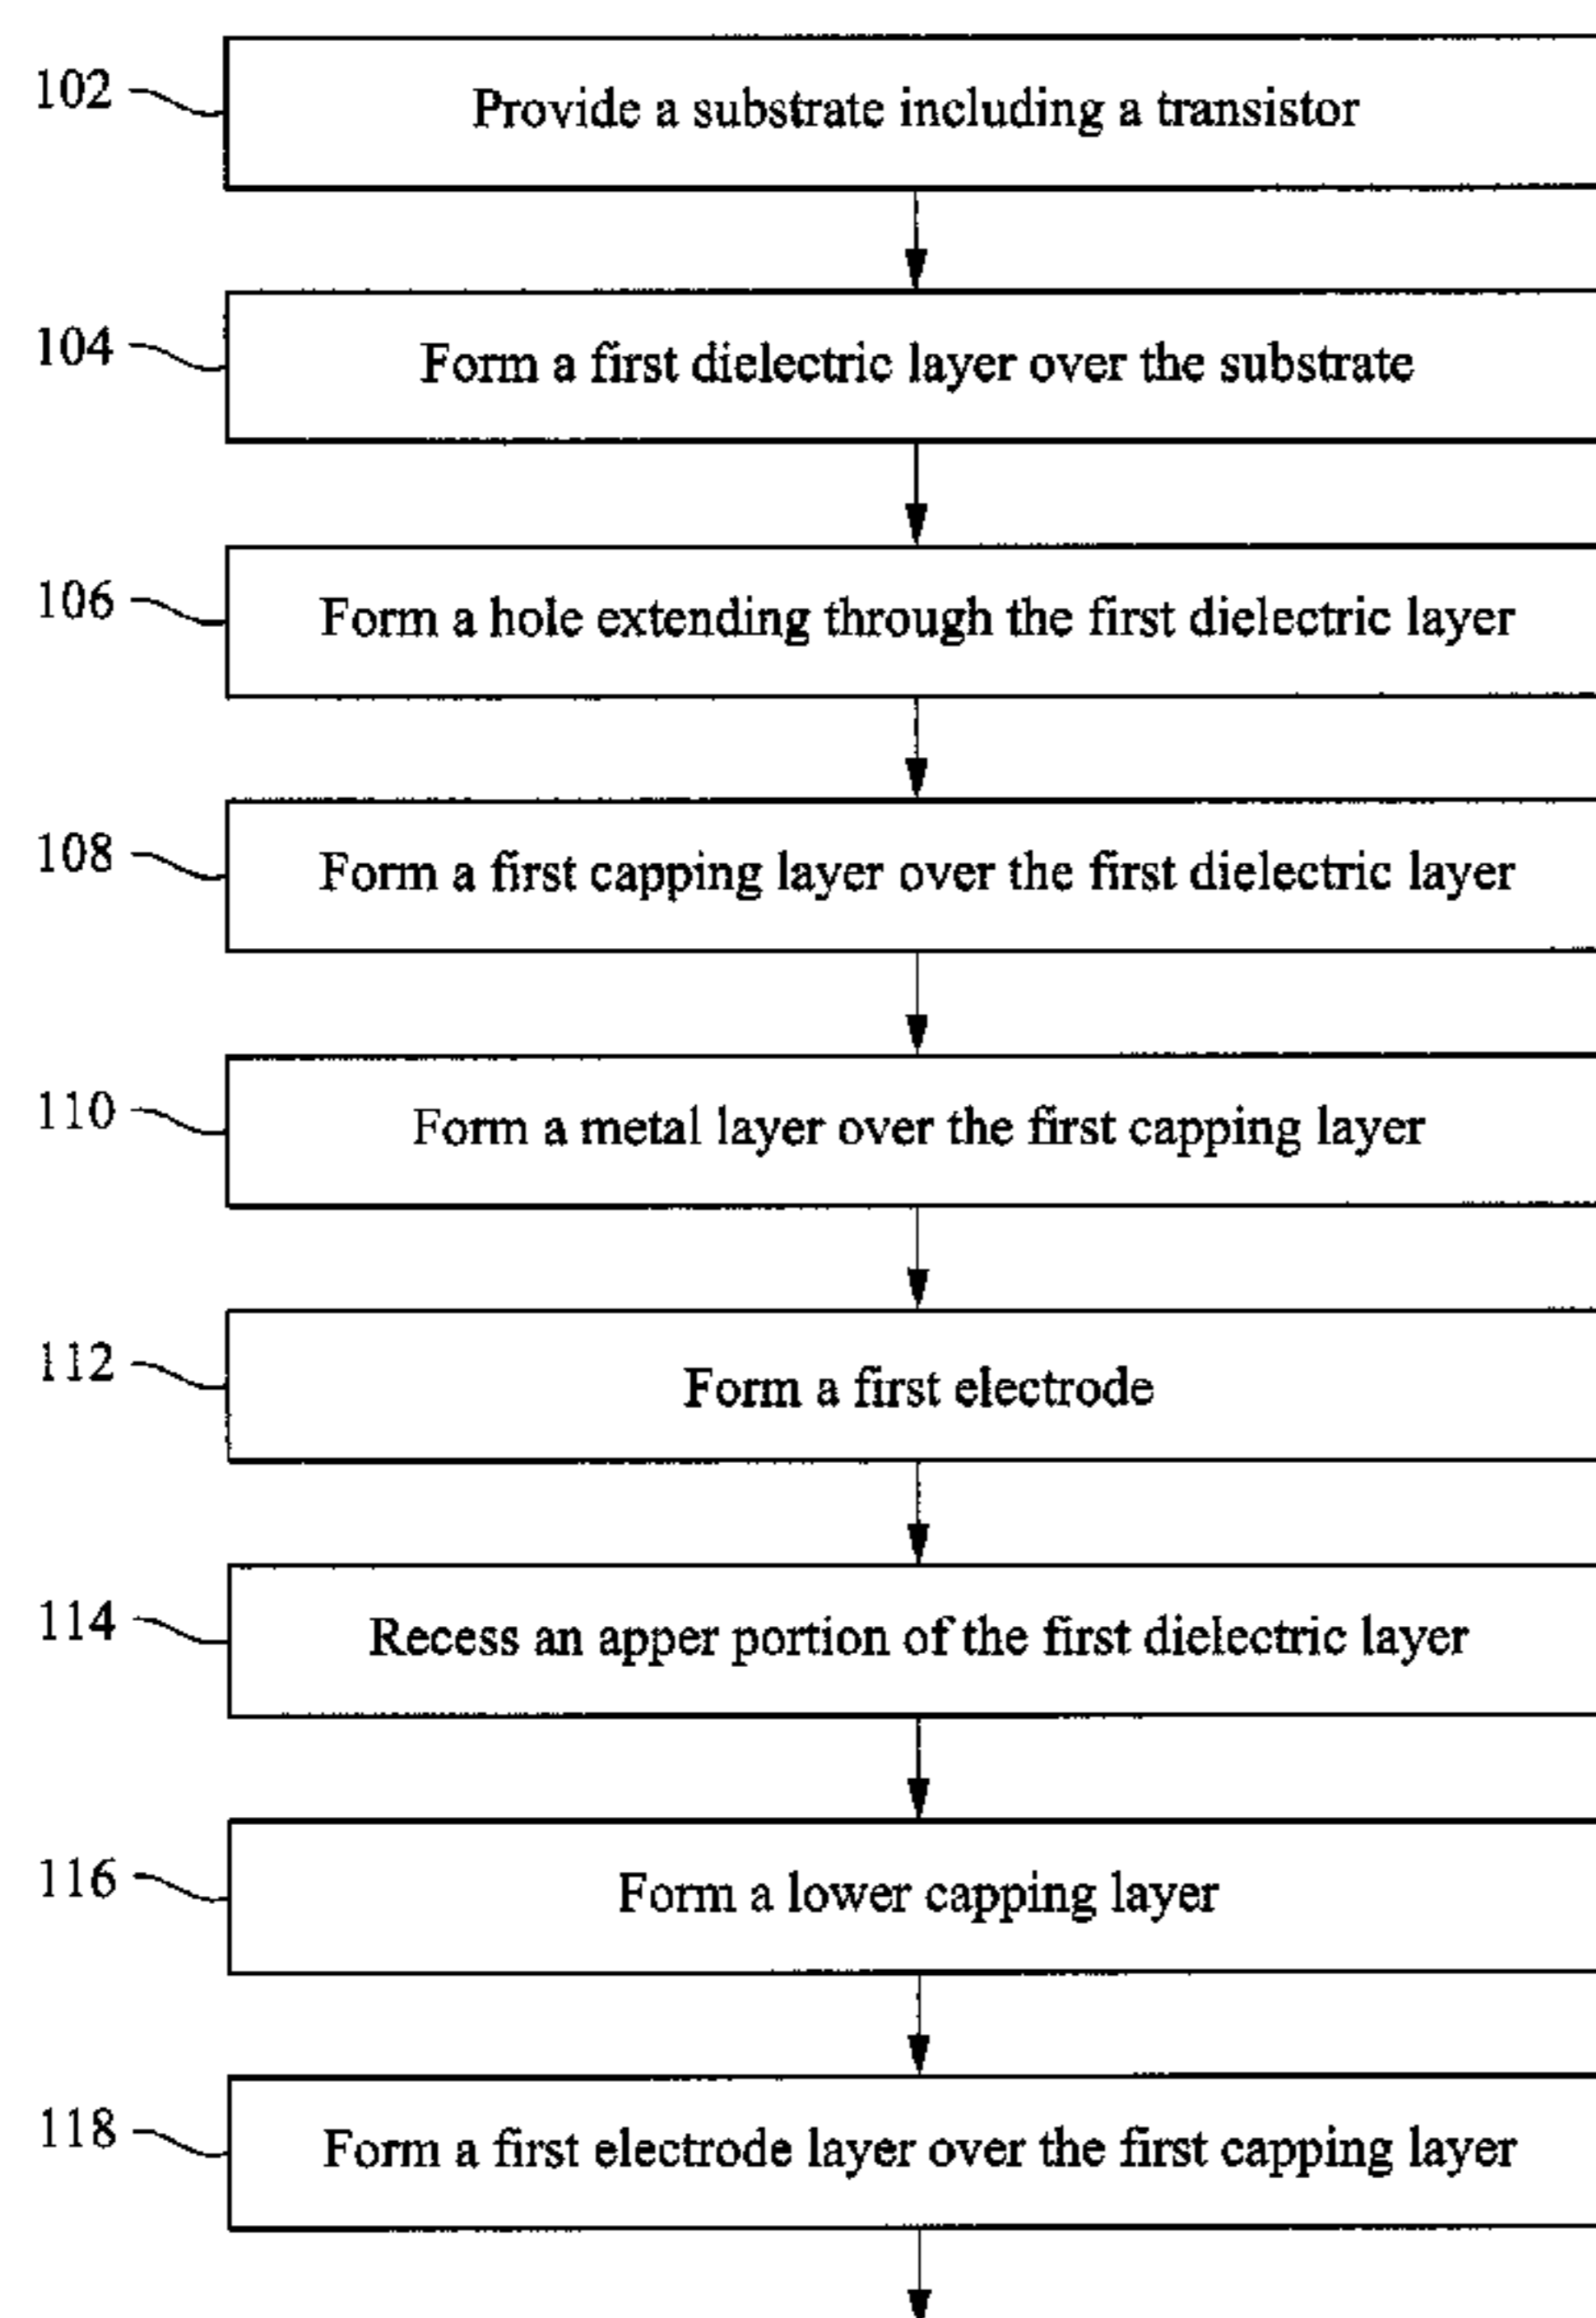 102 Provide a substrate including a transistor
104 Form a first dielectric layer over the substrate
106 Form a hole extending through the first dielectric layer
108 Form a first capping layer over the first dielectric layer
110 Form a metal layer over the first capping layer
112 Form a first electrode
114 Recess an apper portion of the first dielectric layer
116 Form a lower capping layer
118 Form a first electrode layer over the first capping layer